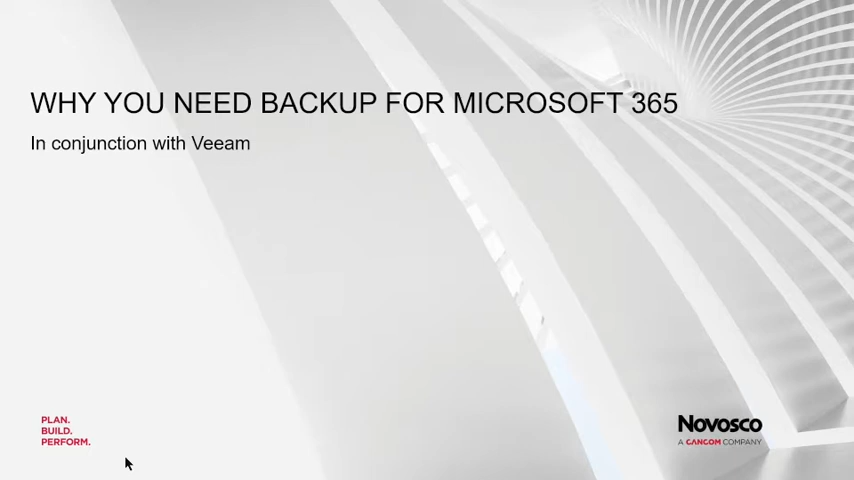 WHY YOU NEED BACKUP FOR MICROSOFT 365
In conjunction with Veeam
PLAN.
BUILD.
PERFORM.
Novosco
A CANCOM COMPANY